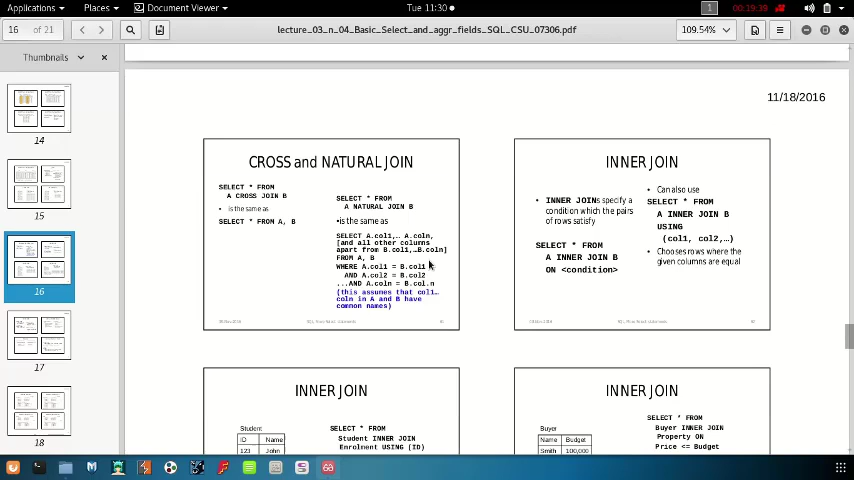 Applications Places Document Viewer Tue 11:30 1 00:19:39
16 of 21 lecture_03_n_04_Basic_Select_and_aggr_fields_SQL_CSU_07306.pdf 109.54%
Thumbnails
14
15
16
17
18
11/18/2016
CROSS and NATURAL JOIN
SELECT * FROM
A CROSS JOIN B
• is the same as
SELECT * FROM A, B
SELECT * FROM
A NATURAL JOIN B
•is the same as
SELECT A.col1,… A.coln,
[and all other colums
apart from B.col1,…B.coln]
FROM A, B
WHERE A.col1 = B.col1
AND A.col2 = B.col2
...AND A.coln = B.col.n
(this assumes that col1…
coln in A and B have
common names)
INNER JOIN
• INNER JOINs specify a
condition which the pairs
of rows satisfy
SELECT * FROM
A INNER JOIN B
ON <condition>
• Can also use
SELECT * FROM
A INNER JOIN B
USING
(col1, col2,…)
• Chooses rows where the
given columns are equal
INNER JOIN
Student
ID Name
123 John
SELECT * FROM
Student INNER JOIN
Enrolment USING (ID)
INNER JOIN
Buyer
Name Budget
Smith 100,000
SELECT * FROM
Buyer INNER JOIN
Property ON
Price <= Budget